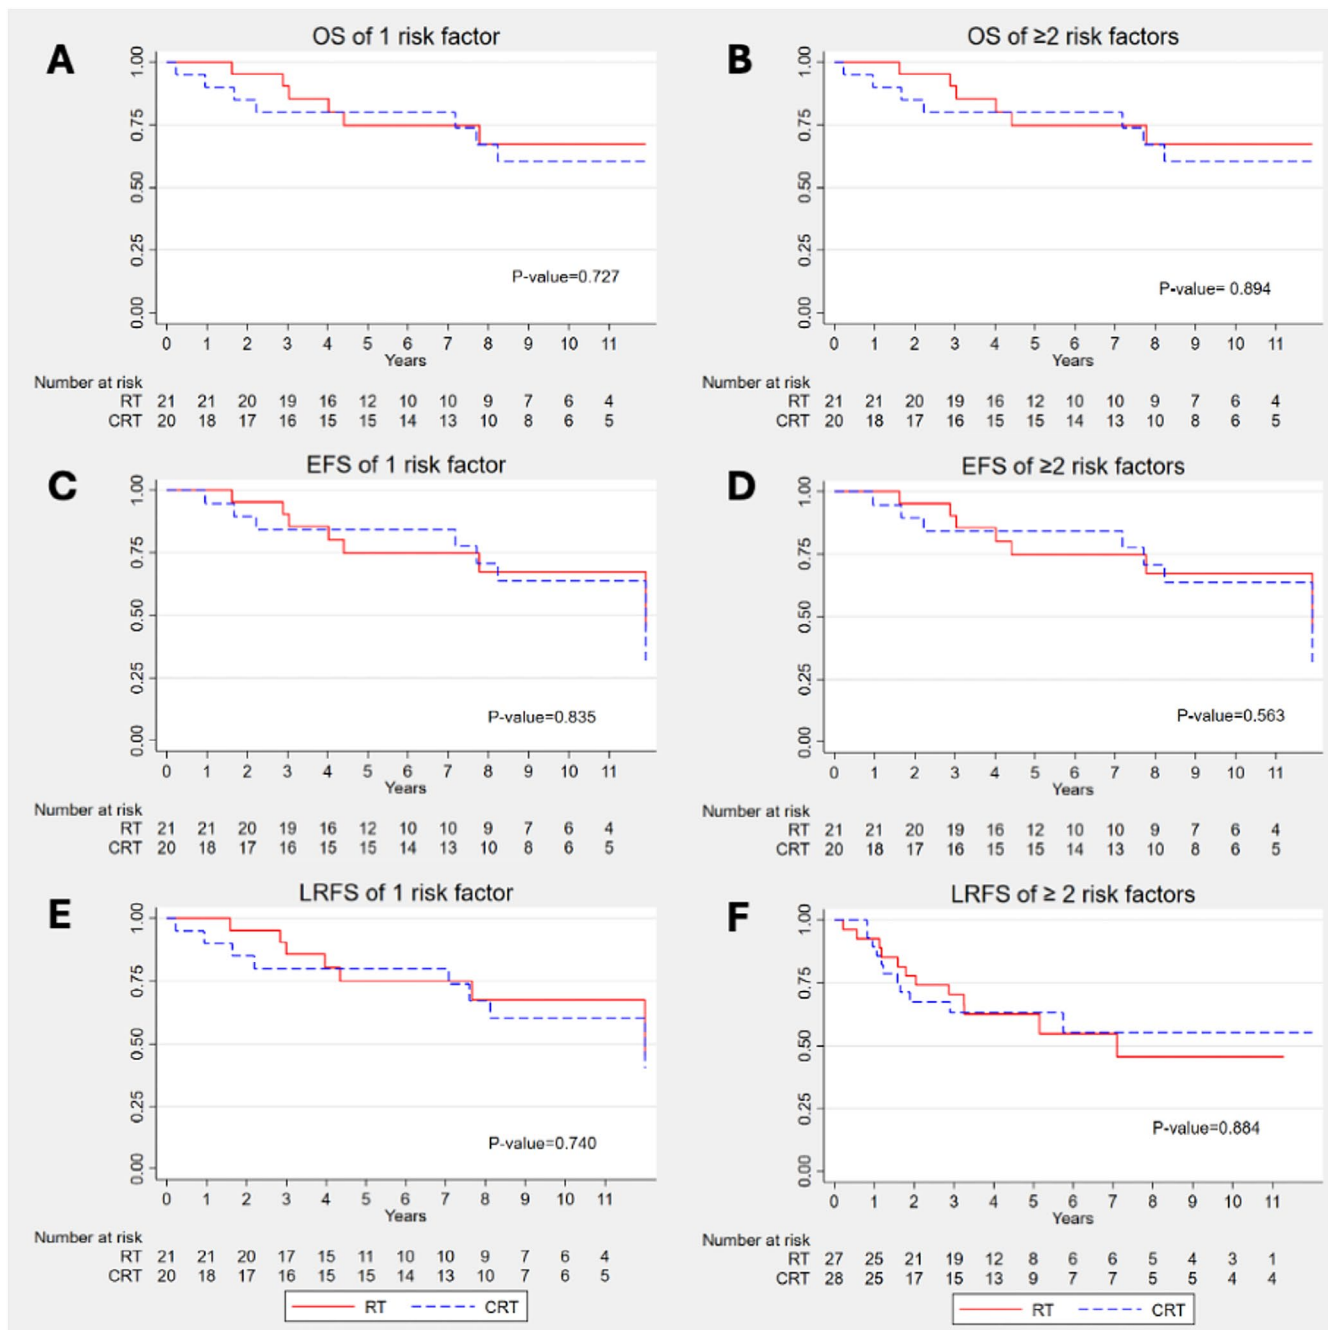 A
OS of 1 risk factor
1.00
0.75
0.50
0.25
0.00
P-value=0.727
0 1 2 3 4 5 6 7 8 9 10 11
Years
Number at risk
RT 21 21 20 19 16 12 10 10 9 7 6 4
CRT 20 18 17 16 15 15 14 13 10 8 6 5
B
OS of ≥2 risk factors
1.00
0.75
0.50
0.25
0.00
P-value= 0.894
0 1 2 3 4 5 6 7 8 9 10 11
Years
Number at risk
RT 21 21 20 19 16 12 10 10 9 7 6 4
CRT 20 18 17 16 15 15 14 13 10 8 6 5
C
EFS of 1 risk factor
1.00
0.75
0.50
0.25
0.00
P-value=0.835
0 1 2 3 4 5 6 7 8 9 10 11
Years
Number at risk
RT 21 21 20 19 16 12 10 10 9 7 6 4
CRT 20 18 17 16 15 15 14 13 10 8 6 5
D
EFS of ≥2 risk factors
1.00
0.75
0.50
0.25
0.00
P-value=0.563
0 1 2 3 4 5 6 7 8 9 10 11
Years
Number at risk
RT 21 21 20 19 16 12 10 10 9 7 6 4
CRT 20 18 17 16 15 15 14 13 10 8 6 5
E
LRFS of 1 risk factor
1.00
0.75
0.50
0.25
0.00
P-value=0.740
0 1 2 3 4 5 6 7 8 9 10 11
Years
Number at risk
RT 21 21 20 17 15 11 10 10 9 7 6 4
CRT 20 18 17 16 15 15 14 13 10 7 6 5
RT CRT
F
LRFS of ≥ 2 risk factors
1.00
0.75
0.50
0.25
0.00
P-value=0.884
0 1 2 3 4 5 6 7 8 9 10 11
Years
Number at risk
RT 27 25 21 19 12 8 6 6 5 4 3 1
CRT 28 25 17 15 13 9 7 7 5 5 4 4
RT CRT